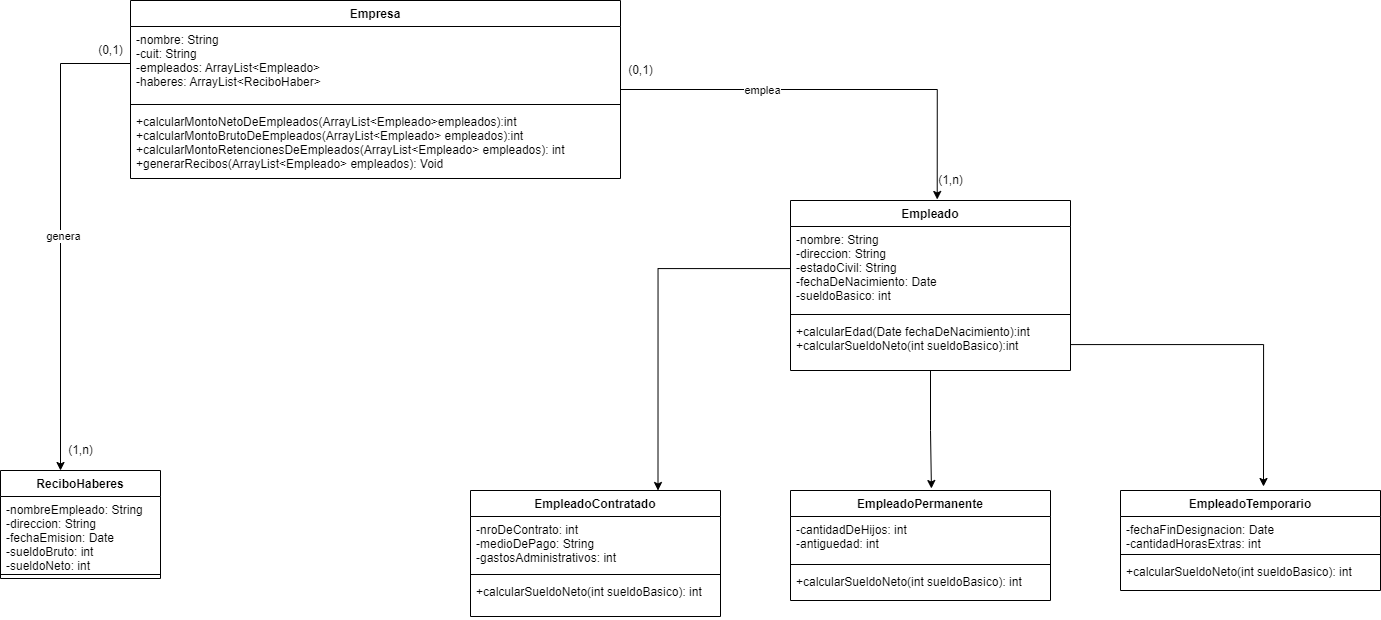 Empresa
-nombre: String
-cuit: String
-empleados: ArrayList<Empleado>
-haberes: ArrayList<ReciboHaber>
+calcularMontoNetoDeEmpleados(ArrayList<Empleado>empleados):int
+calcularMontoBrutoDeEmpleados(ArrayList<Empleado> empleados):int
+calcularMontoRetencionesDeEmpleados(ArrayList<Empleado> empleados): int
+generarRecibos(ArrayList<Empleado> empleados): Void
(0,1)
(0,1)
emplea
(1,n)
genera
(1,n)
Empleado
-nombre: String
-direccion: String
-estadoCivil: String
-fechaDeNacimiento: Date
-sueldoBasico: int
+calcularEdad(Date fechaDeNacimiento):int
+calcularSueldoNeto(int sueldoBasico):int
ReciboHaberes
-nombreEmpleado: String
-direccion: String
-fechaEmision: Date
-sueldoBruto: int
-sueldoNeto: int
EmpleadoContratado
-nroDeContrato: int
-medioDePago: String
-gastosAdministrativos: int
+calcularSueldoNeto(int sueldoBasico): int
EmpleadoPermanente
-cantidadDeHijos: int
-antiguedad: int
+calcularSueldoNeto(int sueldoBasico): int
EmpleadoTemporario
-fechaFinDesignacion: Date
-cantidadHorasExtras: int
+calcularSueldoNeto(int sueldoBasico): int